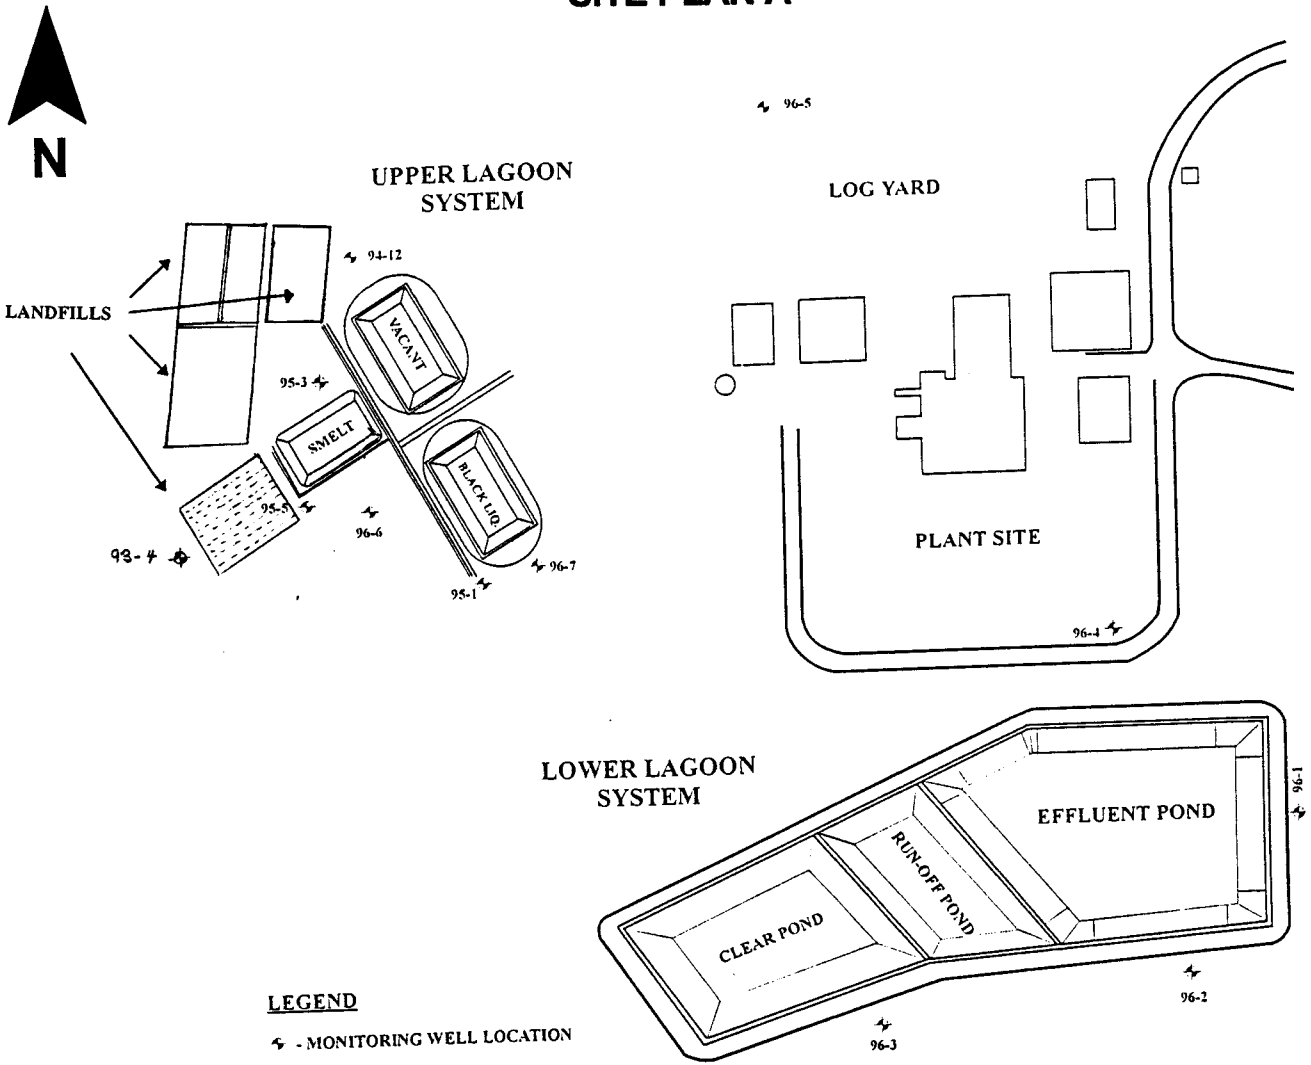 SITE PLAN A
N
96-5
UPPER LAGOON
SYSTEM
LOG YARD
94-12
LANDFILLS
VACANT
95-3
SMELT
BLACK LIQ.
95-5
96-6
93-4
96-7
95-1
PLANT SITE
96-4
LOWER LAGOON
SYSTEM
96-1
EFFLUENT POND
RUN-OFF POND
CLEAR POND
96-2
96-3
LEGEND
- MONITORING WELL LOCATION